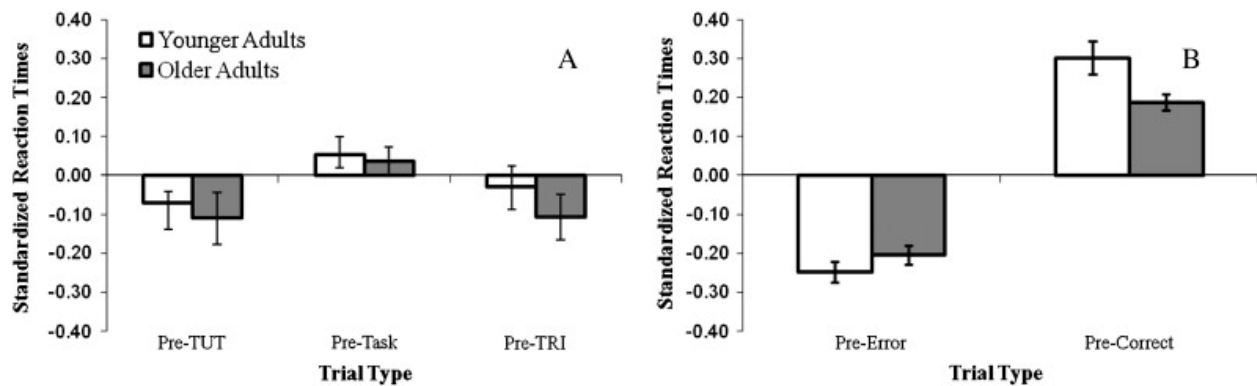 Standardized Reaction Times
0.40
0.30
0.20
0.10
0.00
-0.10
-0.20
-0.30
-0.40
Younger Adults
Older Adults
A
Pre-TUT Pre-Task Pre-TRI
Trial Type
Standardized Reaction Times
0.40
0.30
0.20
0.10
0.00
-0.10
-0.20
-0.30
-0.40
B
Pre-Error Pre-Correct
Trial Type